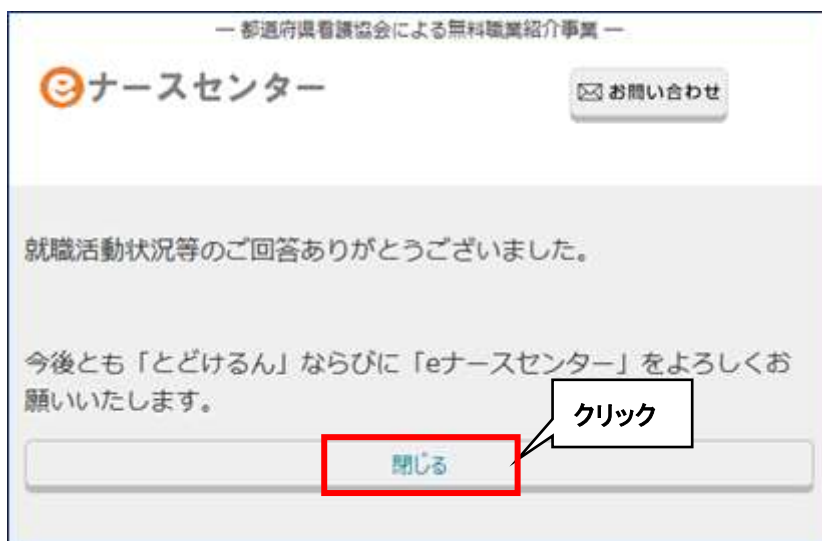 ― 都道府県看護協会による無料職業紹介事業 ―
eナースセンター
お問い合わせ
就職活動状況等のご回答ありがとうございました。
今後とも「とどけるん」ならびに「eナースセンター」をよろしくお
願いいたします。
クリック
閉じる